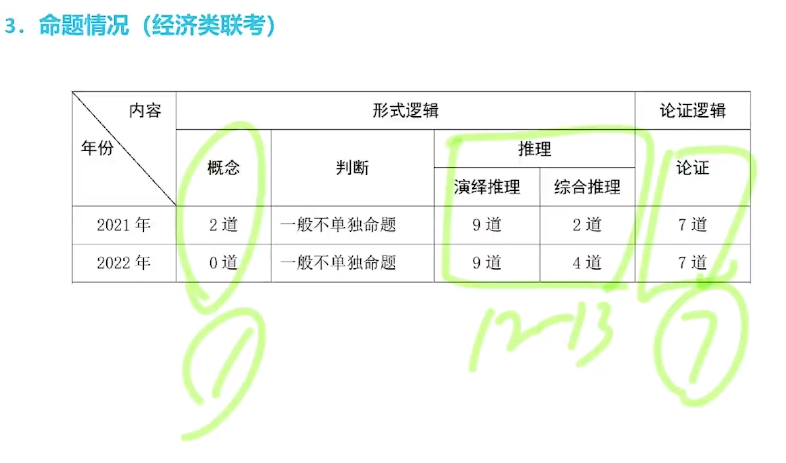 3. 命题情况（经济类联考）
内容 形式逻辑 论证逻辑
年份 概念 判断 推理 论证
演绎推理 综合推理
2021 年 2 道 一般不单独命题 9 道 2 道 7 道
2022 年 0 道 一般不单独命题 9 道 4 道 7 道
1 12-13 7